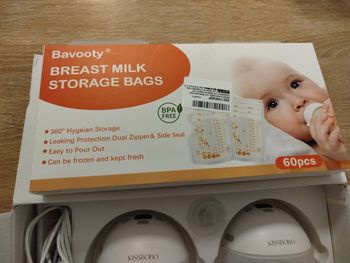 Bavooty®
BREAST MILK
STORAGE BAGS
BPA
FREE
★ 360° Hygeian Storage
★ Leaking Protection Dual Zipper& Side Seal
★ Easy to Pour Out
★ Can be frozen and kept fresh
60pcs
KISSBOBO
KISSBOBO